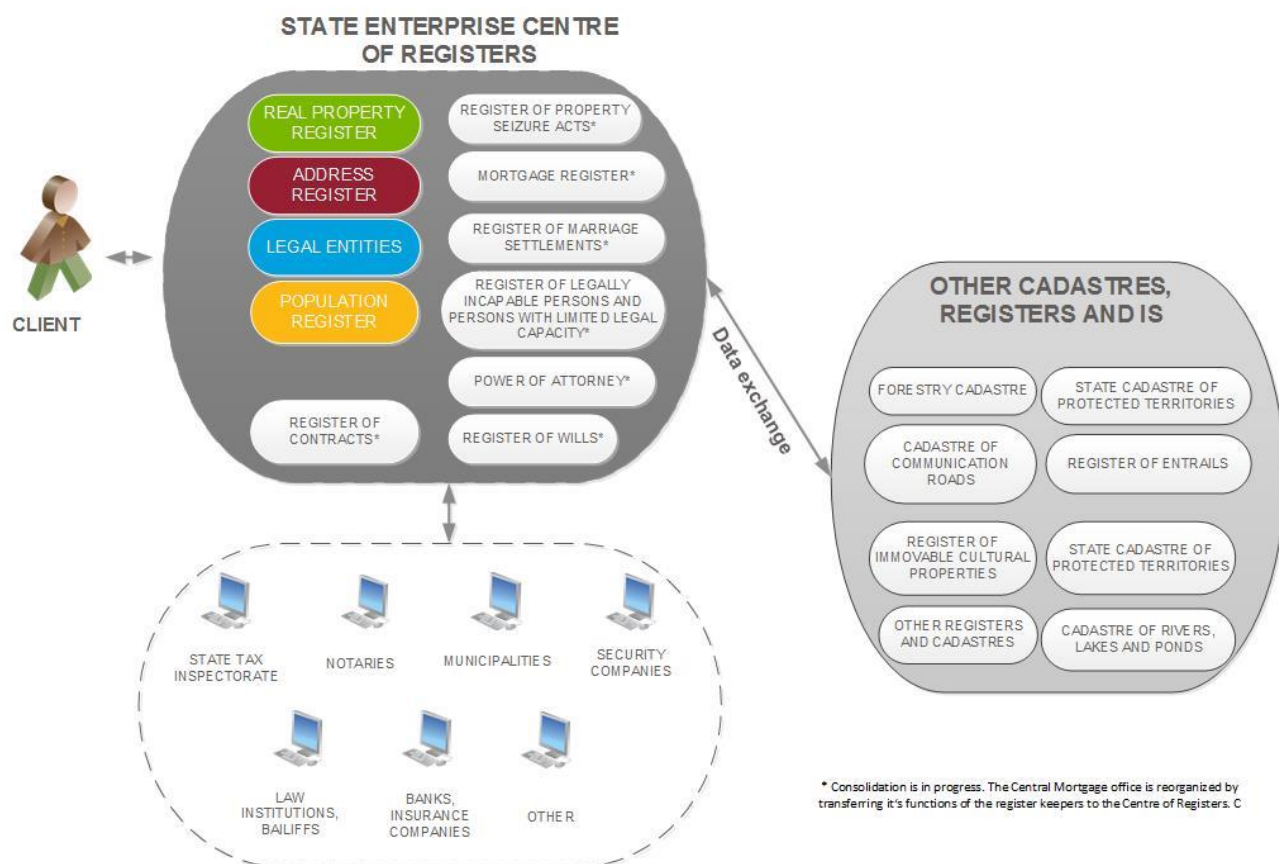 STATE ENTERPRISE CENTRE
OF REGISTERS
REAL PROPERTY
REGISTER
ADDRESS
REGISTER
LEGAL ENTITIES
POPULATION
REGISTER
REGISTER OF
CONTRACTS*
REGISTER OF PROPERTY
SEIZURE ACTS*
MORTGAGE REGISTER*
REGISTER OF MARRIAGE
SETTLEMENTS*
REGISTER OF LEGALLY
INCAPABLE PERSONS AND
PERSONS WITH LIMITED LEGAL
CAPACITY*
POWER OF ATTORNEY*
REGISTER OF WILLS*
CLIENT
Data exchange
OTHER CADASTRES,
REGISTERS AND IS
FORESTRY CADASTRE
STATE CADASTRE OF
PROTECTED TERRITORIES
CADASTRE OF
COMMUNICATION
ROADS
REGISTER OF ENTRAILS
REGISTER OF
IMMOVABLE CULTURAL
PROPERTIES
STATE CADASTRE OF
PROTECTED TERRITORIES
OTHER REGISTERS
AND CADASTRES
CADASTRE OF RIVERS,
LAKES AND PONDS
STATE TAX
INSPECTORATE
NOTARIES
MUNICIPALITIES
SECURITY
COMPANIES
LAW
INSTITUTIONS,
BAILIFFS
BANKS,
INSURANCE
COMPANIES
OTHER
* Consolidation is in progress. The Central Mortgage office is reorganized by
transferring it's functions of the register keepers to the Centre of Registers. C